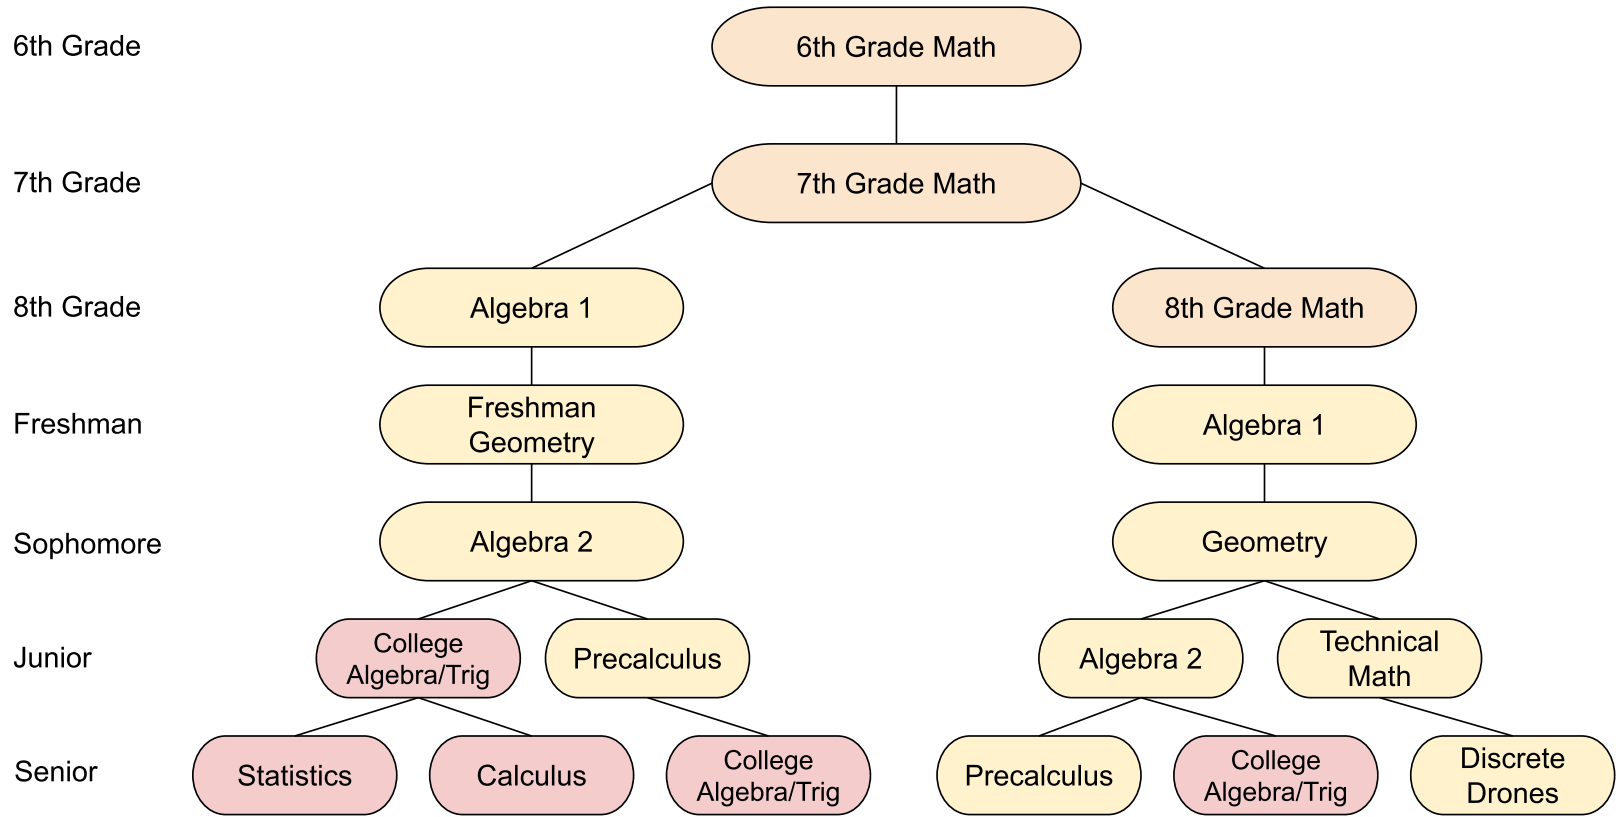 6th Grade
6th Grade Math
7th Grade
7th Grade Math
8th Grade
Algebra 1
8th Grade Math
Freshman
Freshman
Geometry
Algebra 1
Sophomore
Algebra 2
Geometry
Junior
College
Algebra/Trig
Precalculus
Algebra 2
Technical
Math
Senior
Statistics
Calculus
College
Algebra/Trig
Precalculus
College
Algebra/Trig
Discrete
Drones